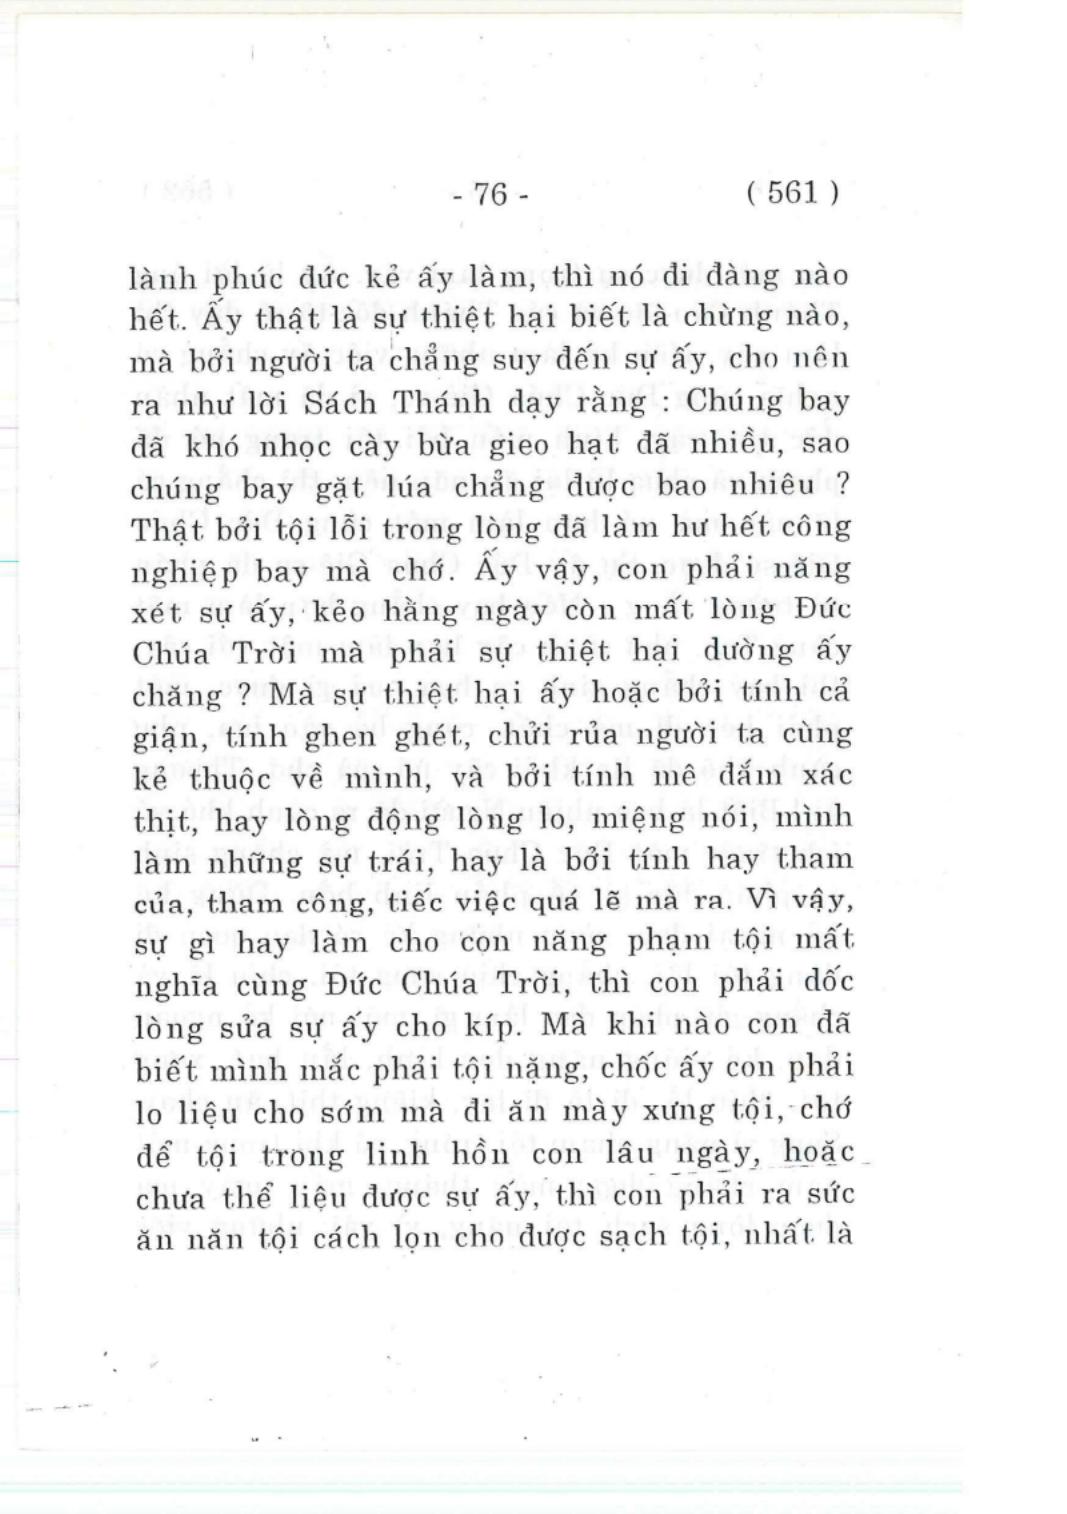 - 76 - ( 561 )
lành phúc đức kẻ ấy làm, thì nó đi đàng nào
hết. Ấy thật là sự thiệt hại biết là chừng nào,
mà bởi người ta chẳng suy đến sự ấy, cho nên
ra như lời Sách Thánh dạy rằng : Chúng bay
đã khó nhọc cày bừa gieo hạt đã nhiều, sao
chúng bay gặt lúa chẳng được bao nhiêu ?
Thật bởi tội lỗi trong lòng đã làm hư hết công
nghiệp bay mà chớ. Ấy vậy, con phải năng
xét sự ấy, kẻo hằng ngày còn mất lòng Đức
Chúa Trời mà phải sự thiệt hại dường ấy
chăng ? Mà sự thiệt hại ấy hoặc bởi tính cả
giận, tính ghen ghét, chửi rủa người ta cùng
kẻ thuộc về mình, và bởi tính mê đắm xác
thịt, hay lòng động lòng lo, miệng nói, mình
làm những sự trái, hay là bởi tính hay tham
của, tham công, tiếc việc quá lẽ mà ra. Vì vậy,
sự gì hay làm cho con năng phạm tội mất
nghĩa cùng Đức Chúa Trời, thì con phải dốc
lòng sửa sự ấy cho kíp. Mà khi nào con đã
biết mình mắc phải tội nặng, chốc ấy con phải
lo liệu cho sớm mà đi ăn mày xưng tội, chớ
để tội trong linh hồn con lâu ngày, hoặc
chưa thể liệu được sự ấy, thì con phải ra sức
ăn năn tội cách lọn cho được sạch tội, nhất là